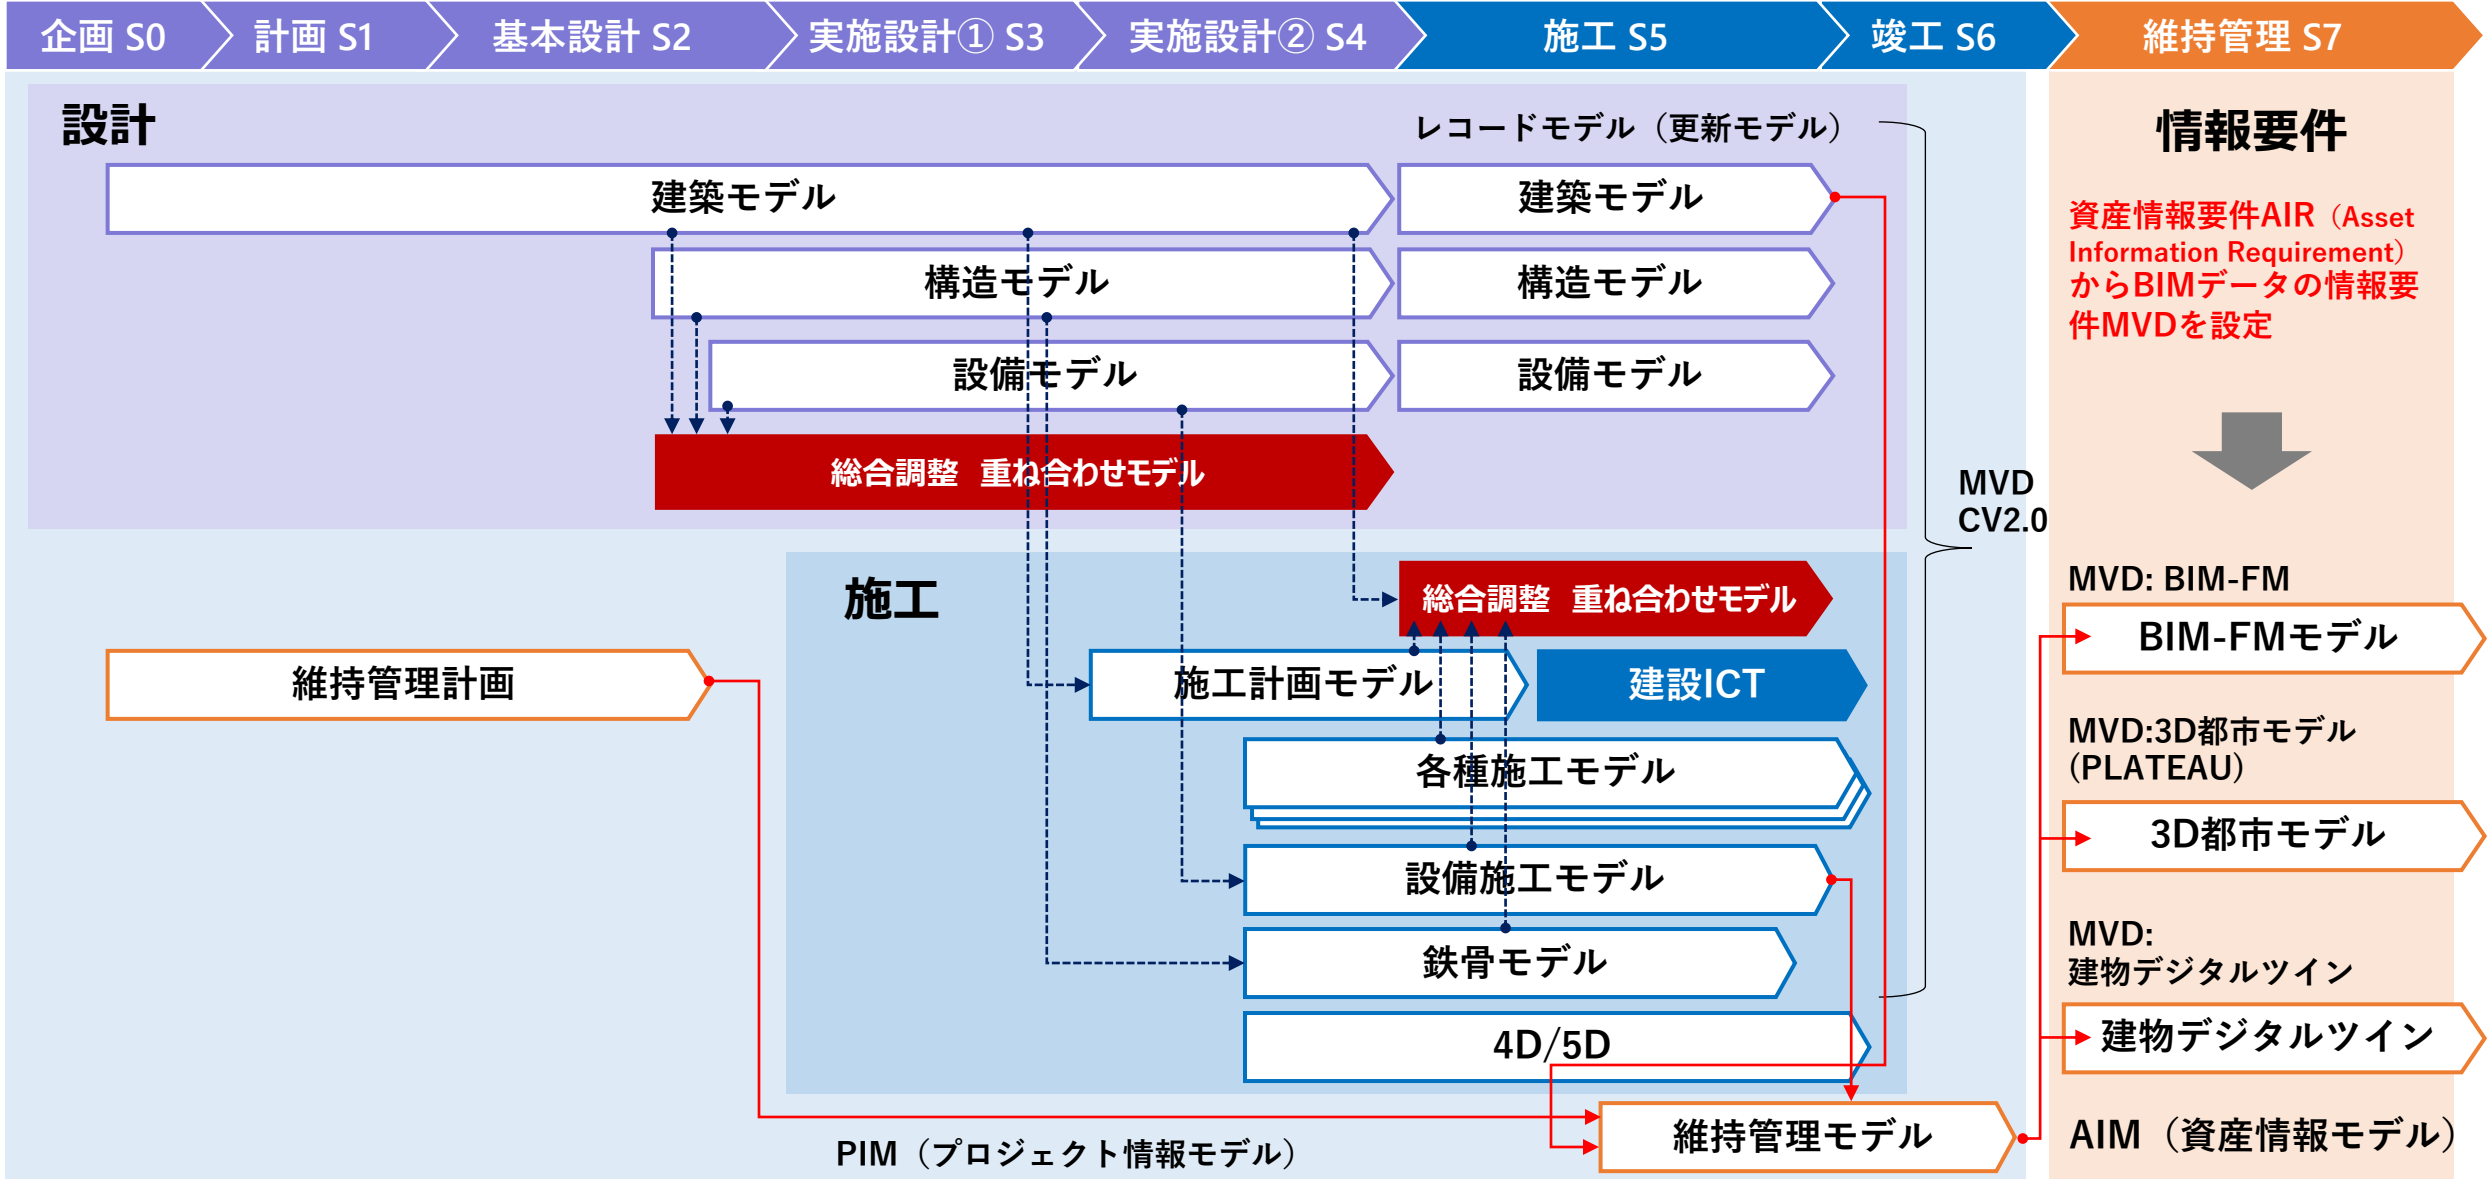 企画 S0
計画 S1
基本設計 S2
実施設計① S3
実施設計② S4
施工 S5
竣工 S6
維持管理 S7
設計
レコードモデル（更新モデル）
建築モデル
建築モデル
構造モデル
構造モデル
設備モデル
設備モデル
総合調整　重ね合わせモデル
MVD
CV2.0
施工
総合調整　重ね合わせモデル
維持管理計画
施工計画モデル
建設ICT
各種施工モデル
設備施工モデル
鉄骨モデル
4D/5D
維持管理モデル
PIM（プロジェクト情報モデル）
情報要件
資産情報要件AIR（Asset
Information Requirement）
からBIMデータの情報要
件MVDを設定
MVD: BIM-FM
BIM-FMモデル
MVD:3D都市モデル
(PLATEAU)
3D都市モデル
MVD:
建物デジタルツイン
建物デジタルツイン
AIM（資産情報モデル）